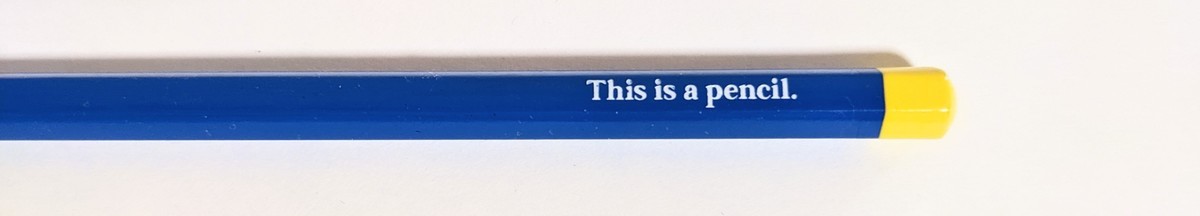 This is a pencil.